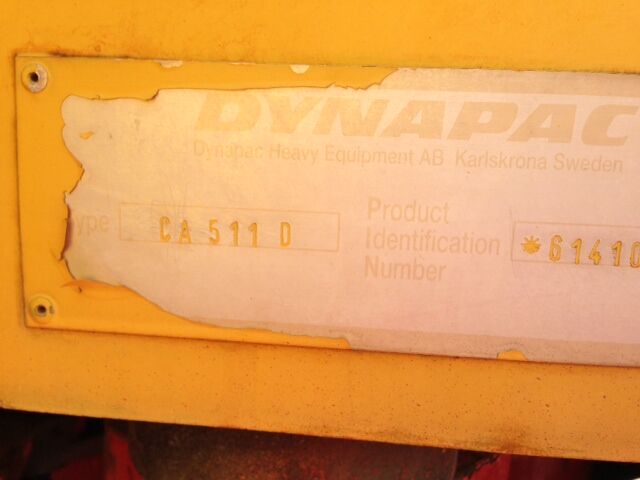 DYNAPAC
Dynapac Heavy Equipment AB Karlskrona Sweden
ype CA 511 D
Product Identification Number *61410